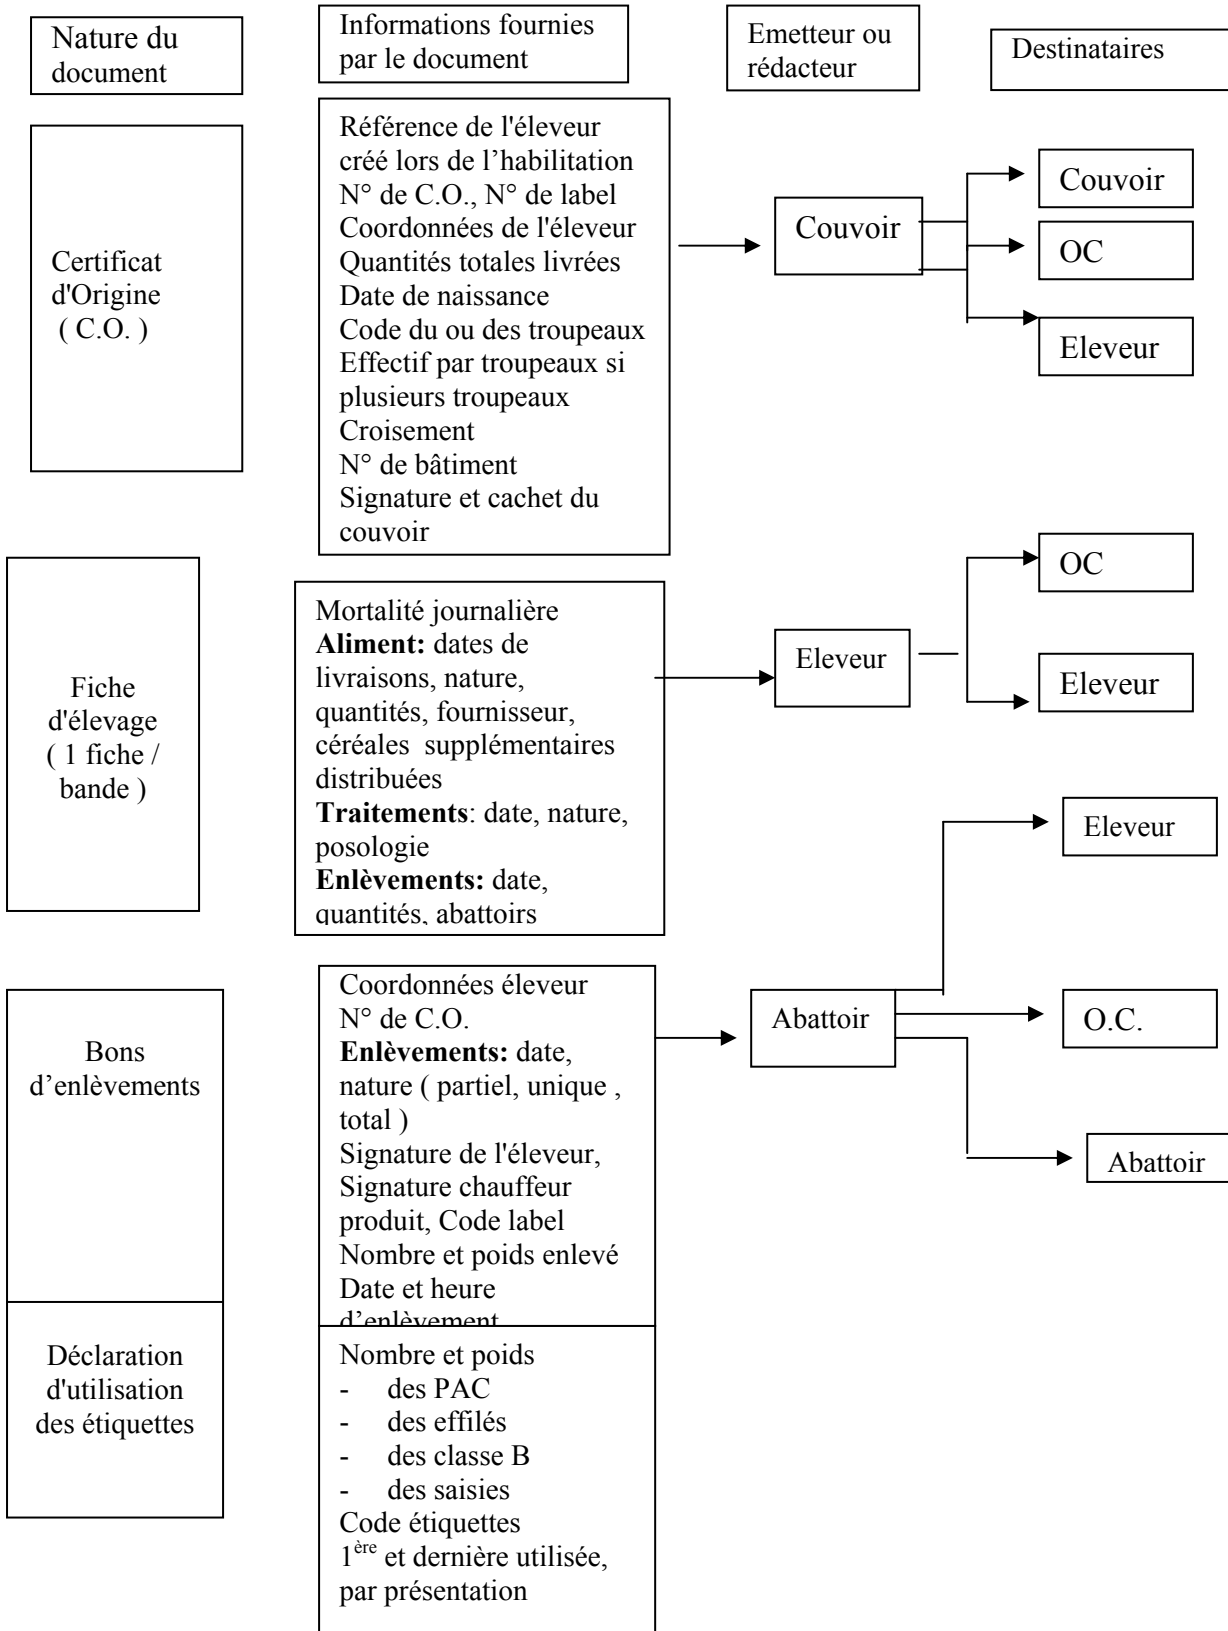 Nature du
document
Informations fournies
par le document
Emetteur ou
rédacteur
Destinataires
Certificat
d'Origine
( C.O. )
Référence de l'éleveur
créé lors de l’habilitation
N° de C.O., N° de label
Coordonnées de l'éleveur
Quantités totales livrées
Date de naissance
Code du ou des troupeaux
Effectif par troupeaux si
plusieurs troupeaux
Croisement
N° de bâtiment
Signature et cachet du
couvoir
Couvoir
Couvoir
OC
Eleveur
Fiche
d'élevage
( 1 fiche /
bande )
Mortalité journalière
Aliment: dates de
livraisons, nature,
quantités, fournisseur,
céréales supplémentaires
distribuées
Traitements: date, nature,
posologie
Enlèvements: date,
quantités, abattoirs
Eleveur
OC
Eleveur
Bons
d’enlèvements
Coordonnées éleveur
N° de C.O.
Enlèvements: date,
nature ( partiel, unique ,
total )
Signature de l'éleveur,
Signature chauffeur
produit, Code label
Nombre et poids enlevé
Date et heure
d’enlèvement
Abattoir
Eleveur
O.C.
Abattoir
Déclaration
d'utilisation
des étiquettes
Nombre et poids
- des PAC
- des effilés
- des classe B
- des saisies
Code étiquettes
1ère et dernière utilisée,
par présentation